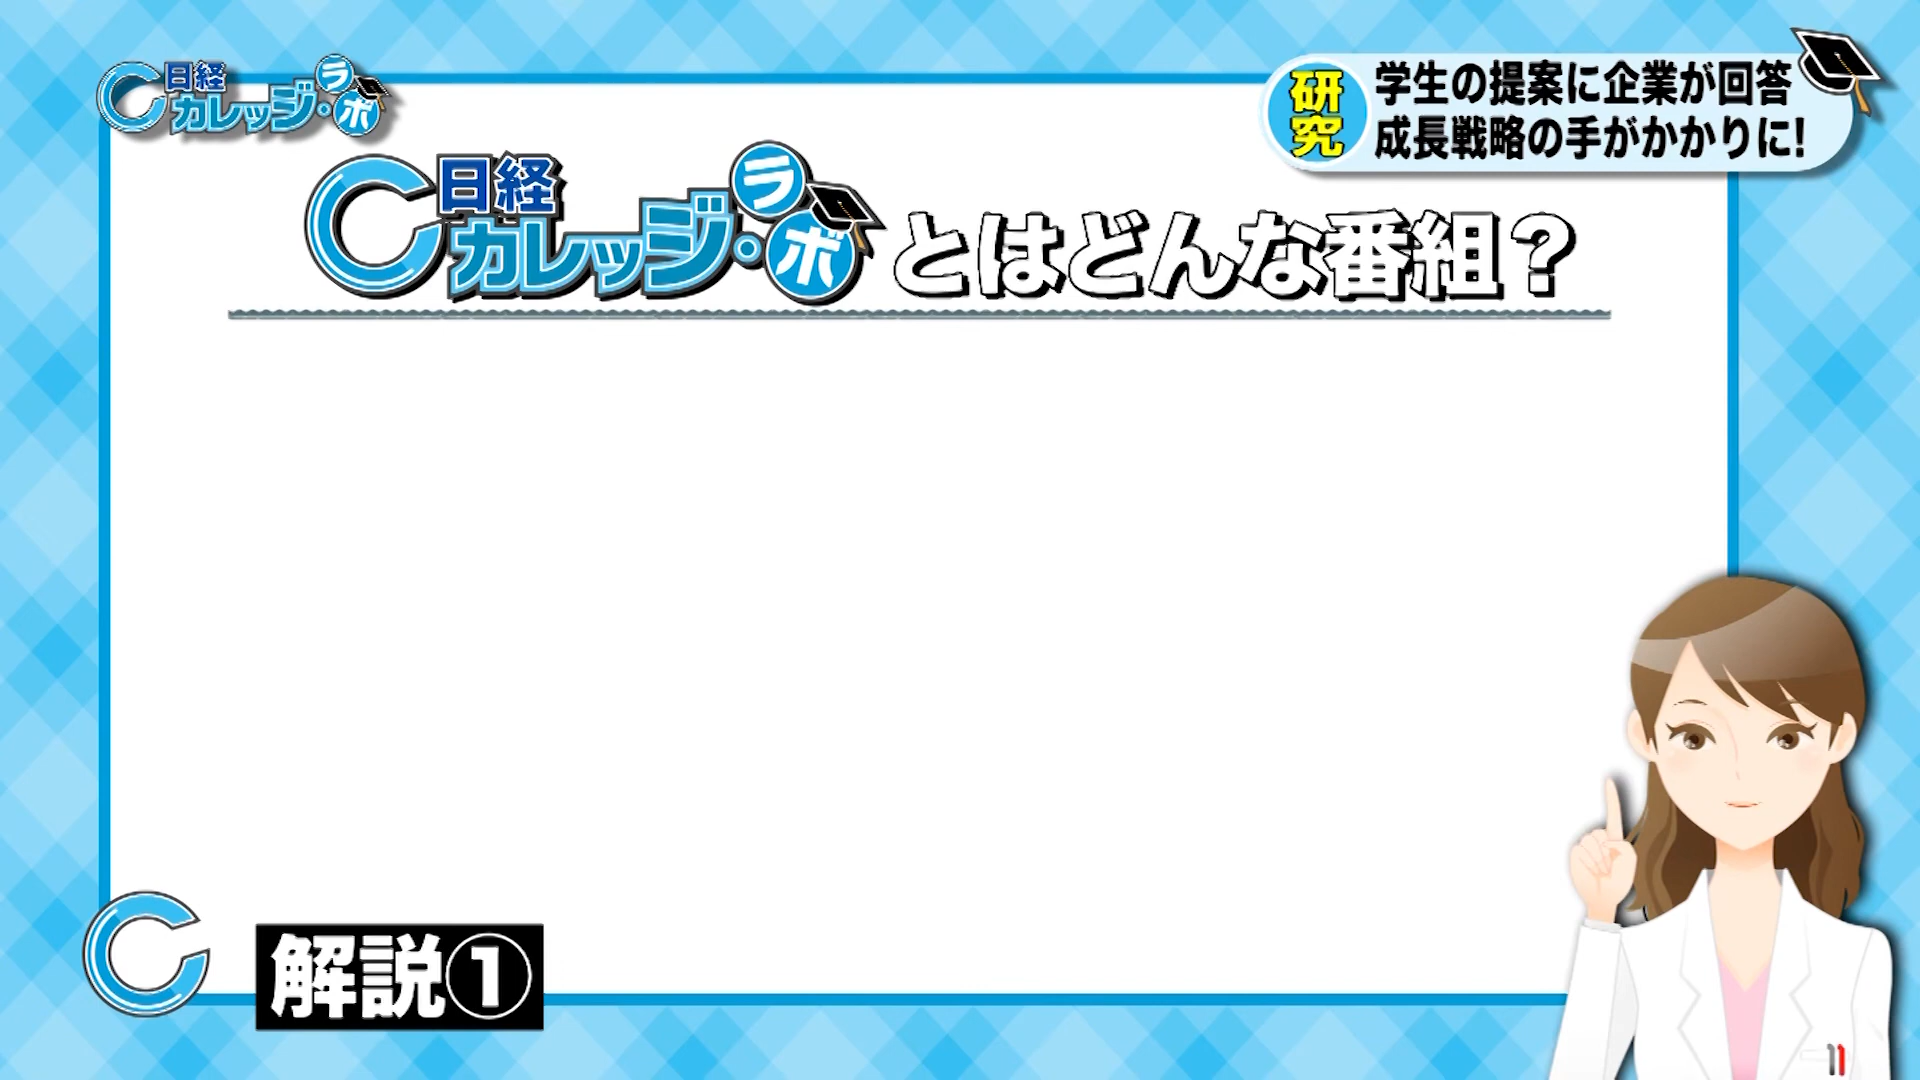 日経
カレッジ・ラボ
研究
学生の提案に企業が回答
成長戦略の手がかりに!
日経
カレッジ・ラボ とはどんな番組?
解説①